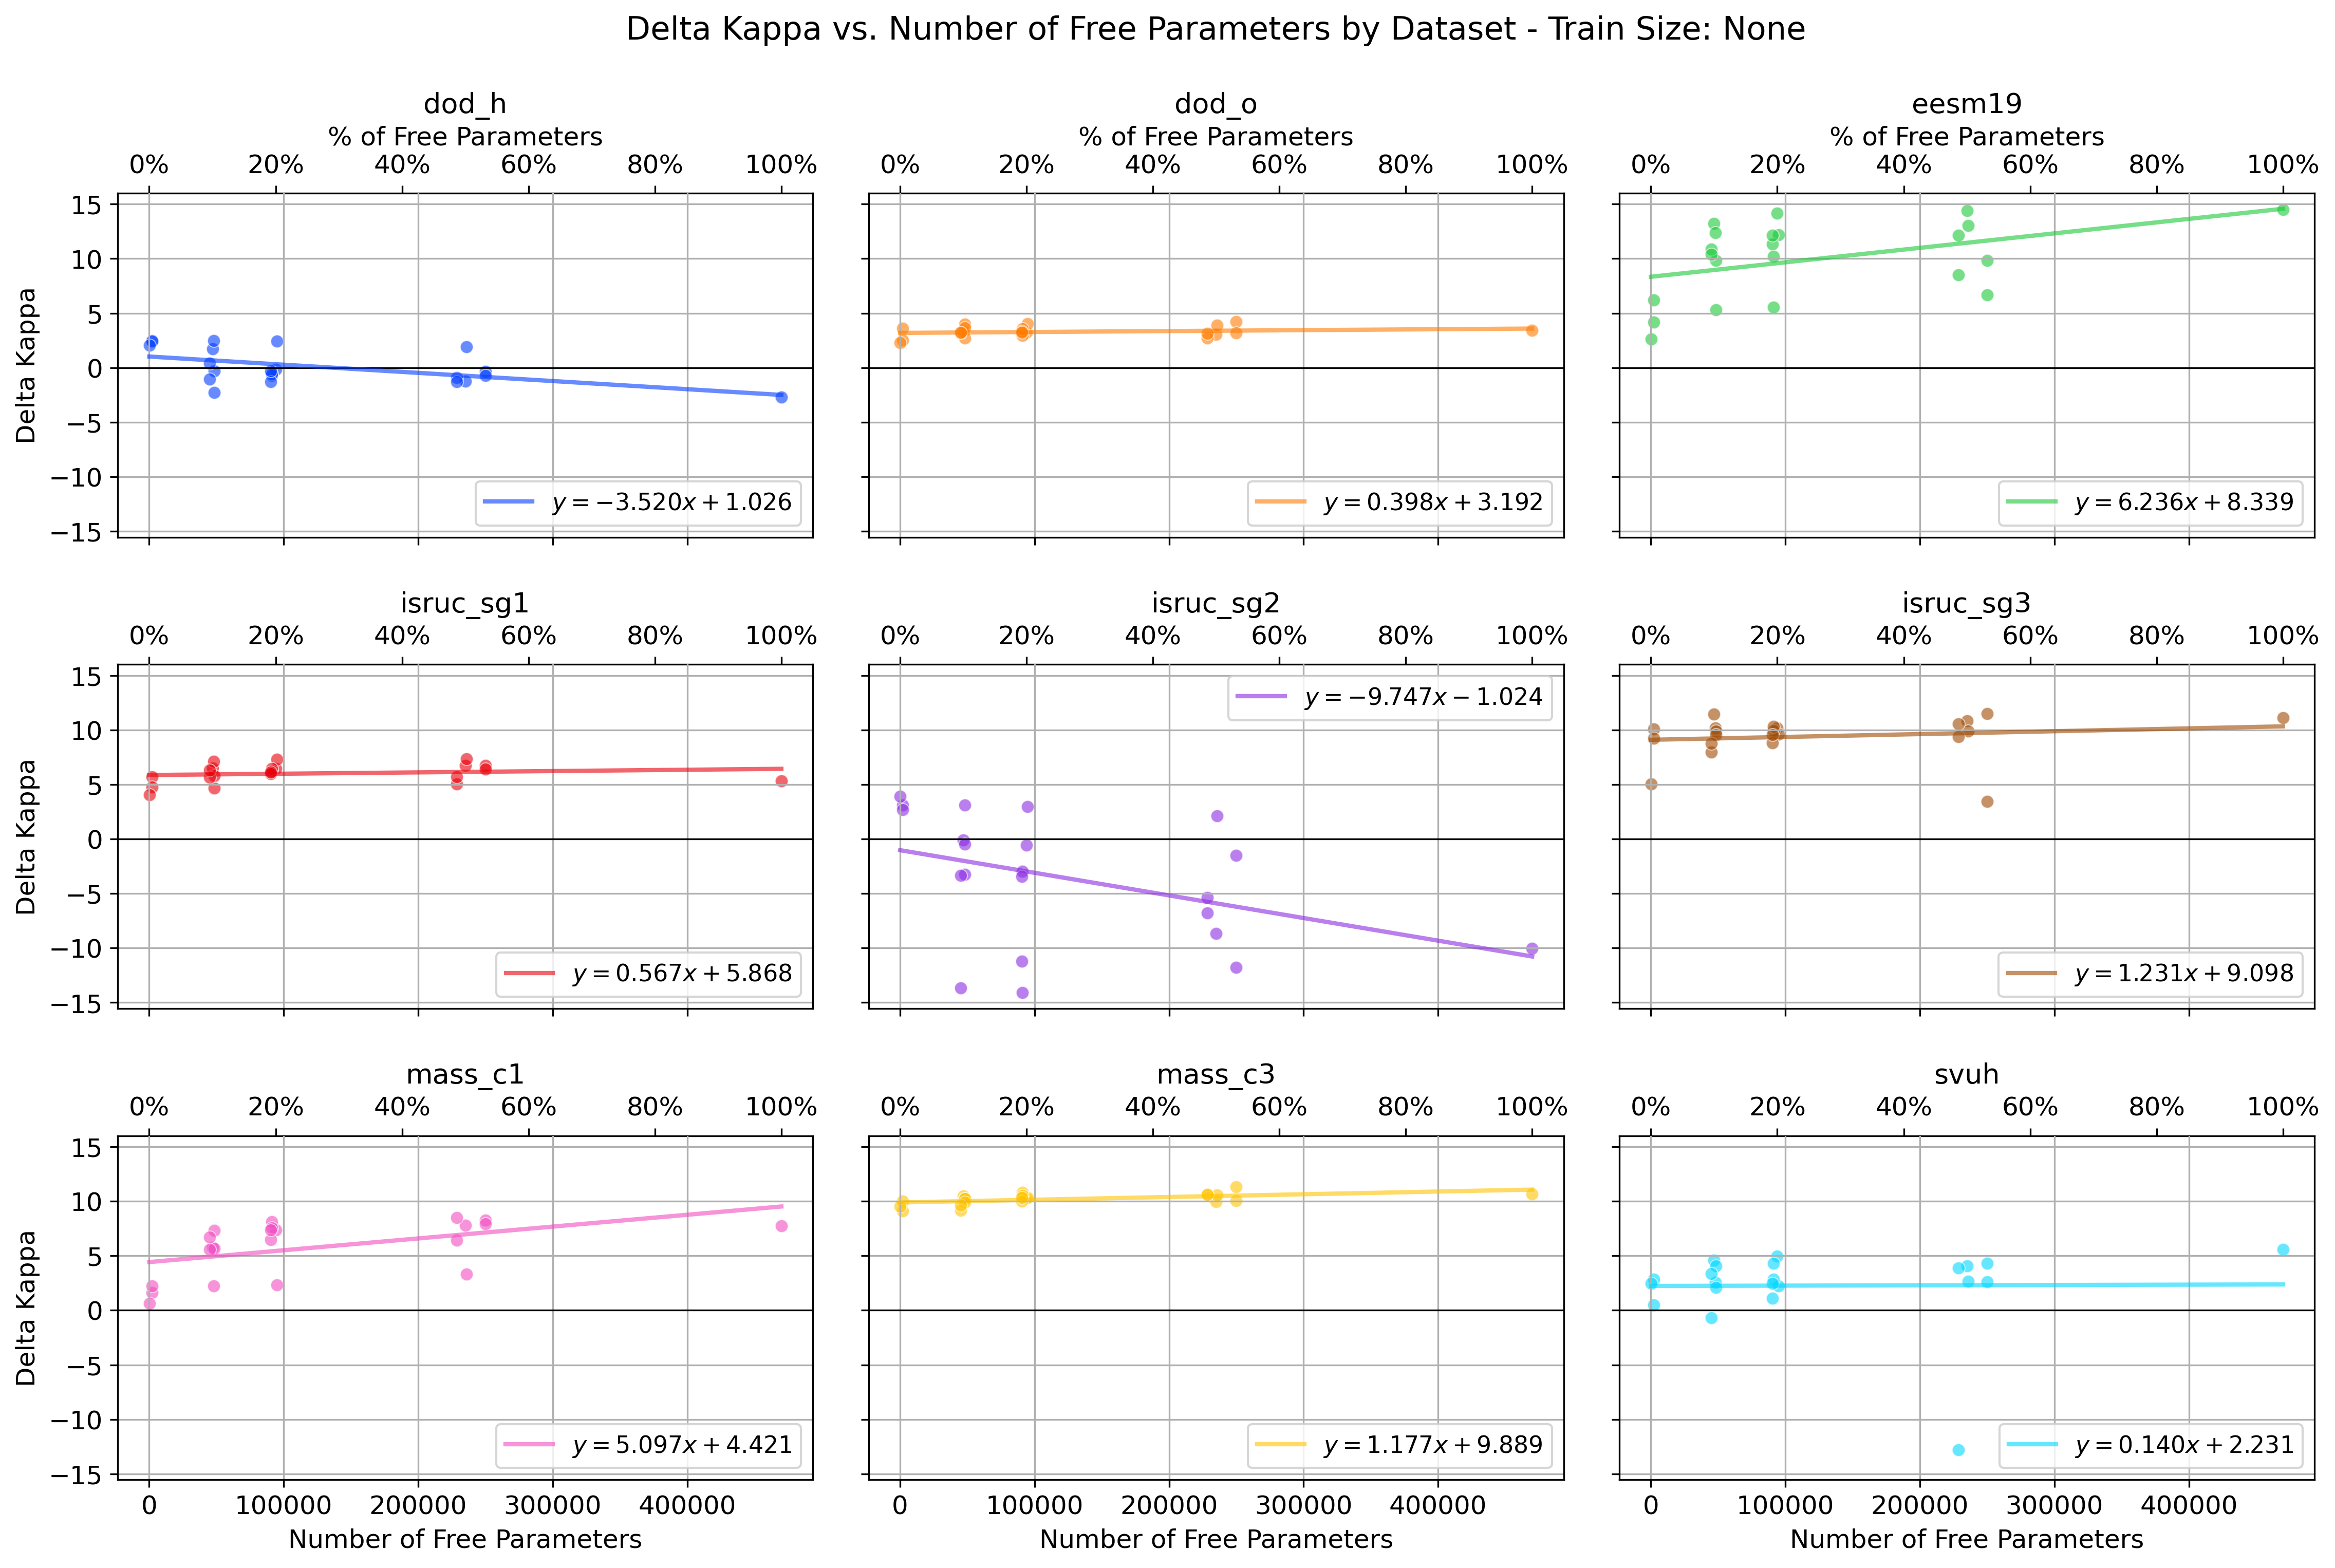 Delta Kappa vs. Number of Free Parameters by Dataset - Train Size: None
dod_h
% of Free Parameters
0% 20% 40% 60% 80% 100%
dod_o
% of Free Parameters
0% 20% 40% 60% 80% 100%
eesm19
% of Free Parameters
0% 20% 40% 60% 80% 100%
Delta Kappa
15
10
5
0
−5
−10
−15
y = −3.520x + 1.026
y = 0.398x + 3.192
y = 6.236x + 8.339
isruc_sg1
0% 20% 40% 60% 80% 100%
isruc_sg2
0% 20% 40% 60% 80% 100%
isruc_sg3
0% 20% 40% 60% 80% 100%
Delta Kappa
15
10
5
0
−5
−10
−15
y = 0.567x + 5.868
y = −9.747x − 1.024
y = 1.231x + 9.098
mass_c1
0% 20% 40% 60% 80% 100%
mass_c3
0% 20% 40% 60% 80% 100%
svuh
0% 20% 40% 60% 80% 100%
Delta Kappa
15
10
5
0
−5
−10
−15
y = 5.097x + 4.421
y = 1.177x + 9.889
y = 0.140x + 2.231
0 100000 200000 300000 400000
Number of Free Parameters
0 100000 200000 300000 400000
Number of Free Parameters
0 100000 200000 300000 400000
Number of Free Parameters